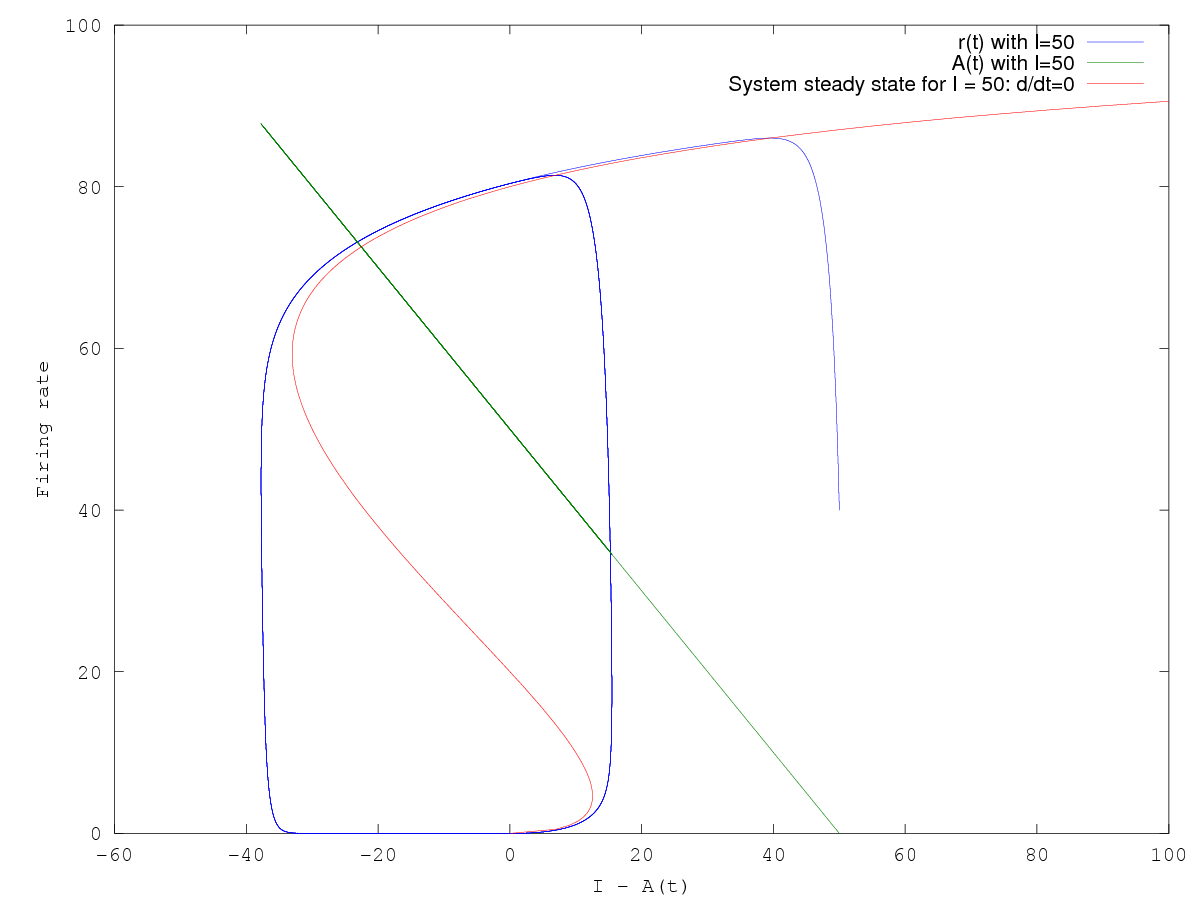 100
r(t) with I=50
A(t) with I=50
System steady state for I = 50: d/dt=0
80
60
Firing rate
40
20
0
-60 -40 -20 0 20 40 60 80 100
I - A(t)